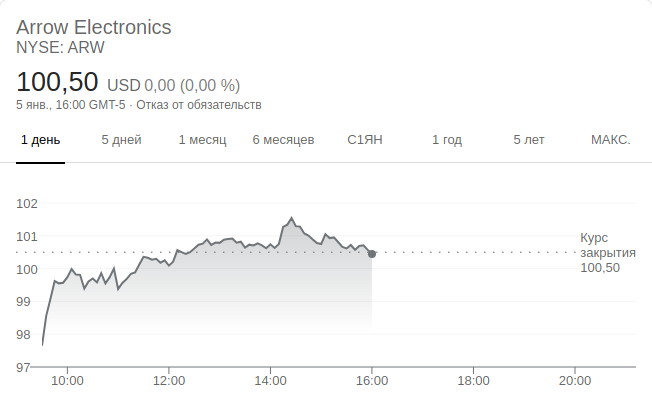 Arrow Electronics
NYSE: ARW
100,50 USD 0,00 (0,00 %)
5 янв., 16:00 GMT-5 · Отказ от обязательств
1 день 5 дней 1 месяц 6 месяцев С1ЯН 1 год 5 лет МАКС.
102
101
100
99
98
97
Курс
закрытия
100,50
10:00 12:00 14:00 16:00 18:00 20:00